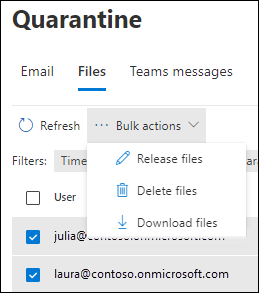 Quarantine
Email Files Teams messages
Refresh ··· Bulk actions
Release files
Filters: Time
Delete files
User
Download files
julia@contoso.onmicrosoft.com
laura@contoso.onmicrosoft.com